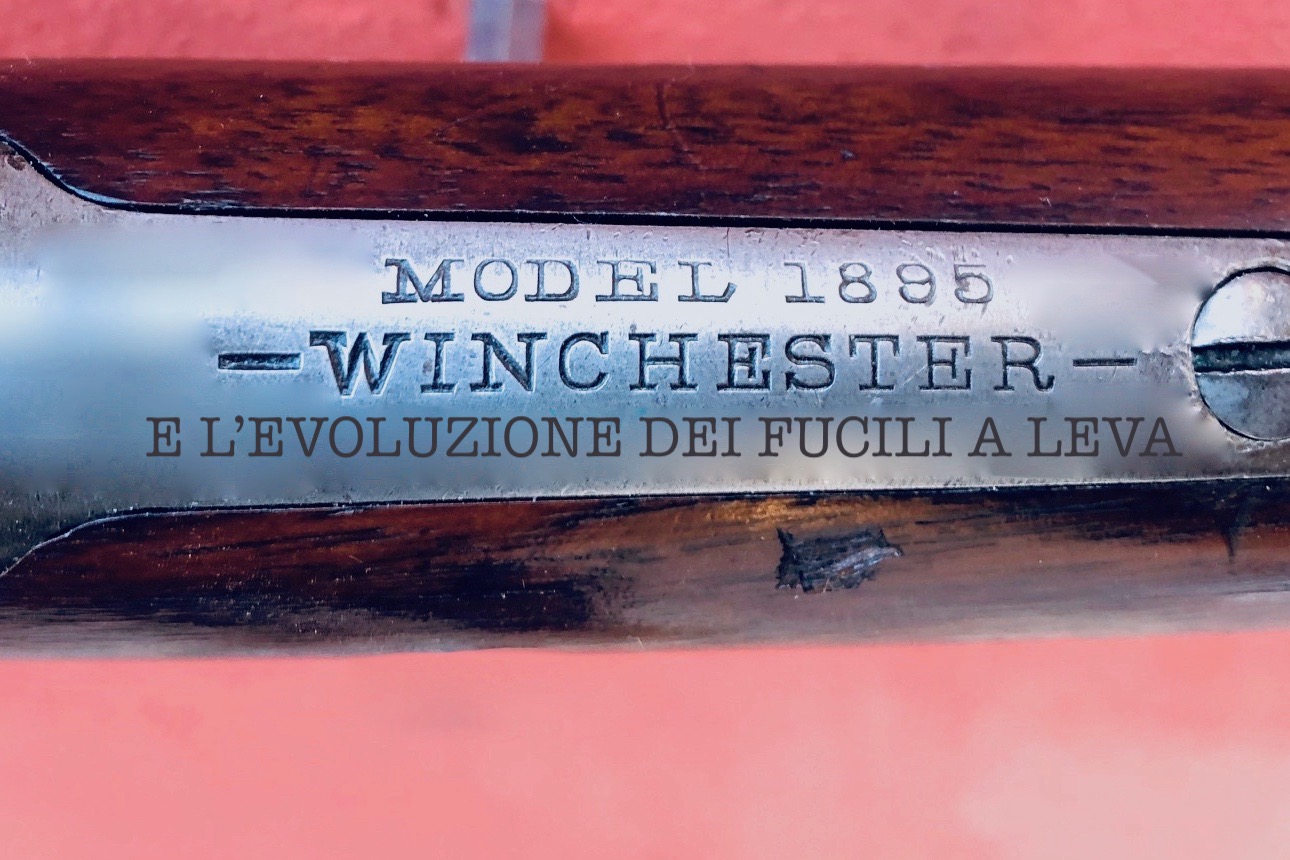 MODEL 1895
—WINCHESTER—
E L’EVOLUZIONE DEI FUCILI A LEVA